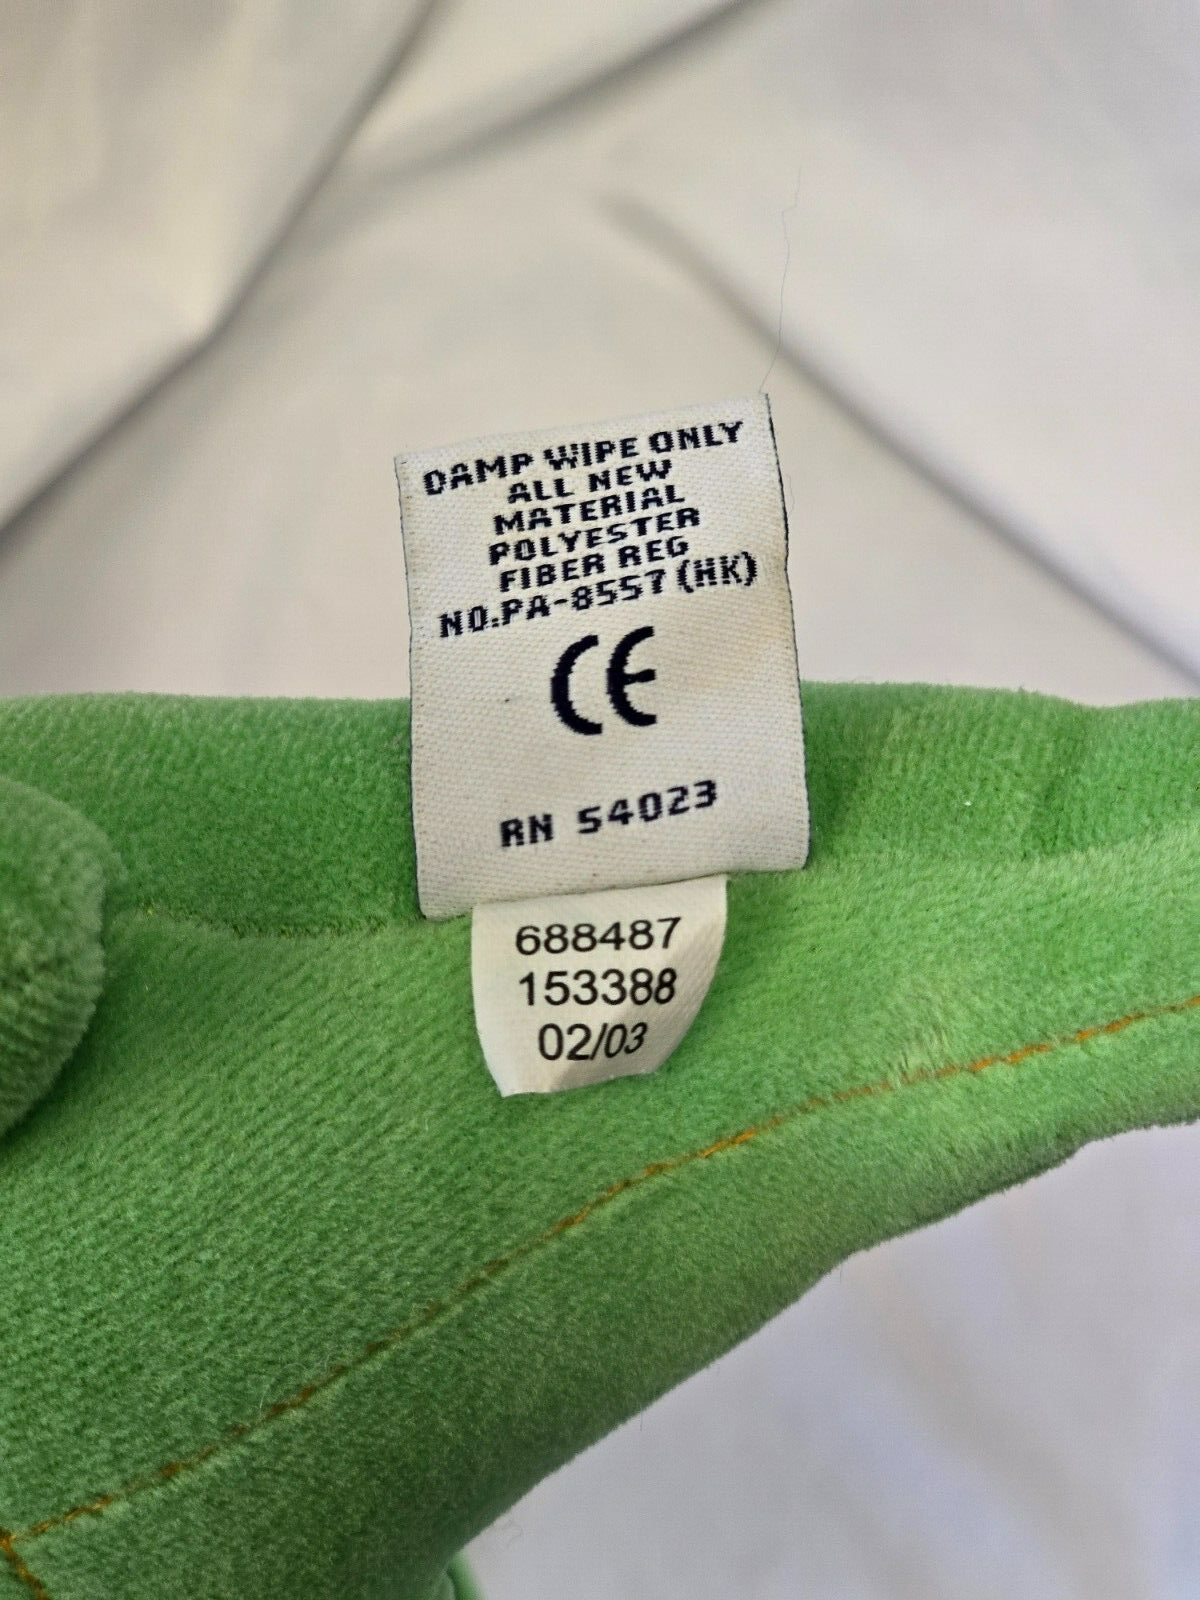 DAMP WIPE ONLY
ALL NEW
MATERIAL
POLYESTER
FIBER REG
NO.PA-8557 (HK)
CE
RN 54023
688487
153388
02/03